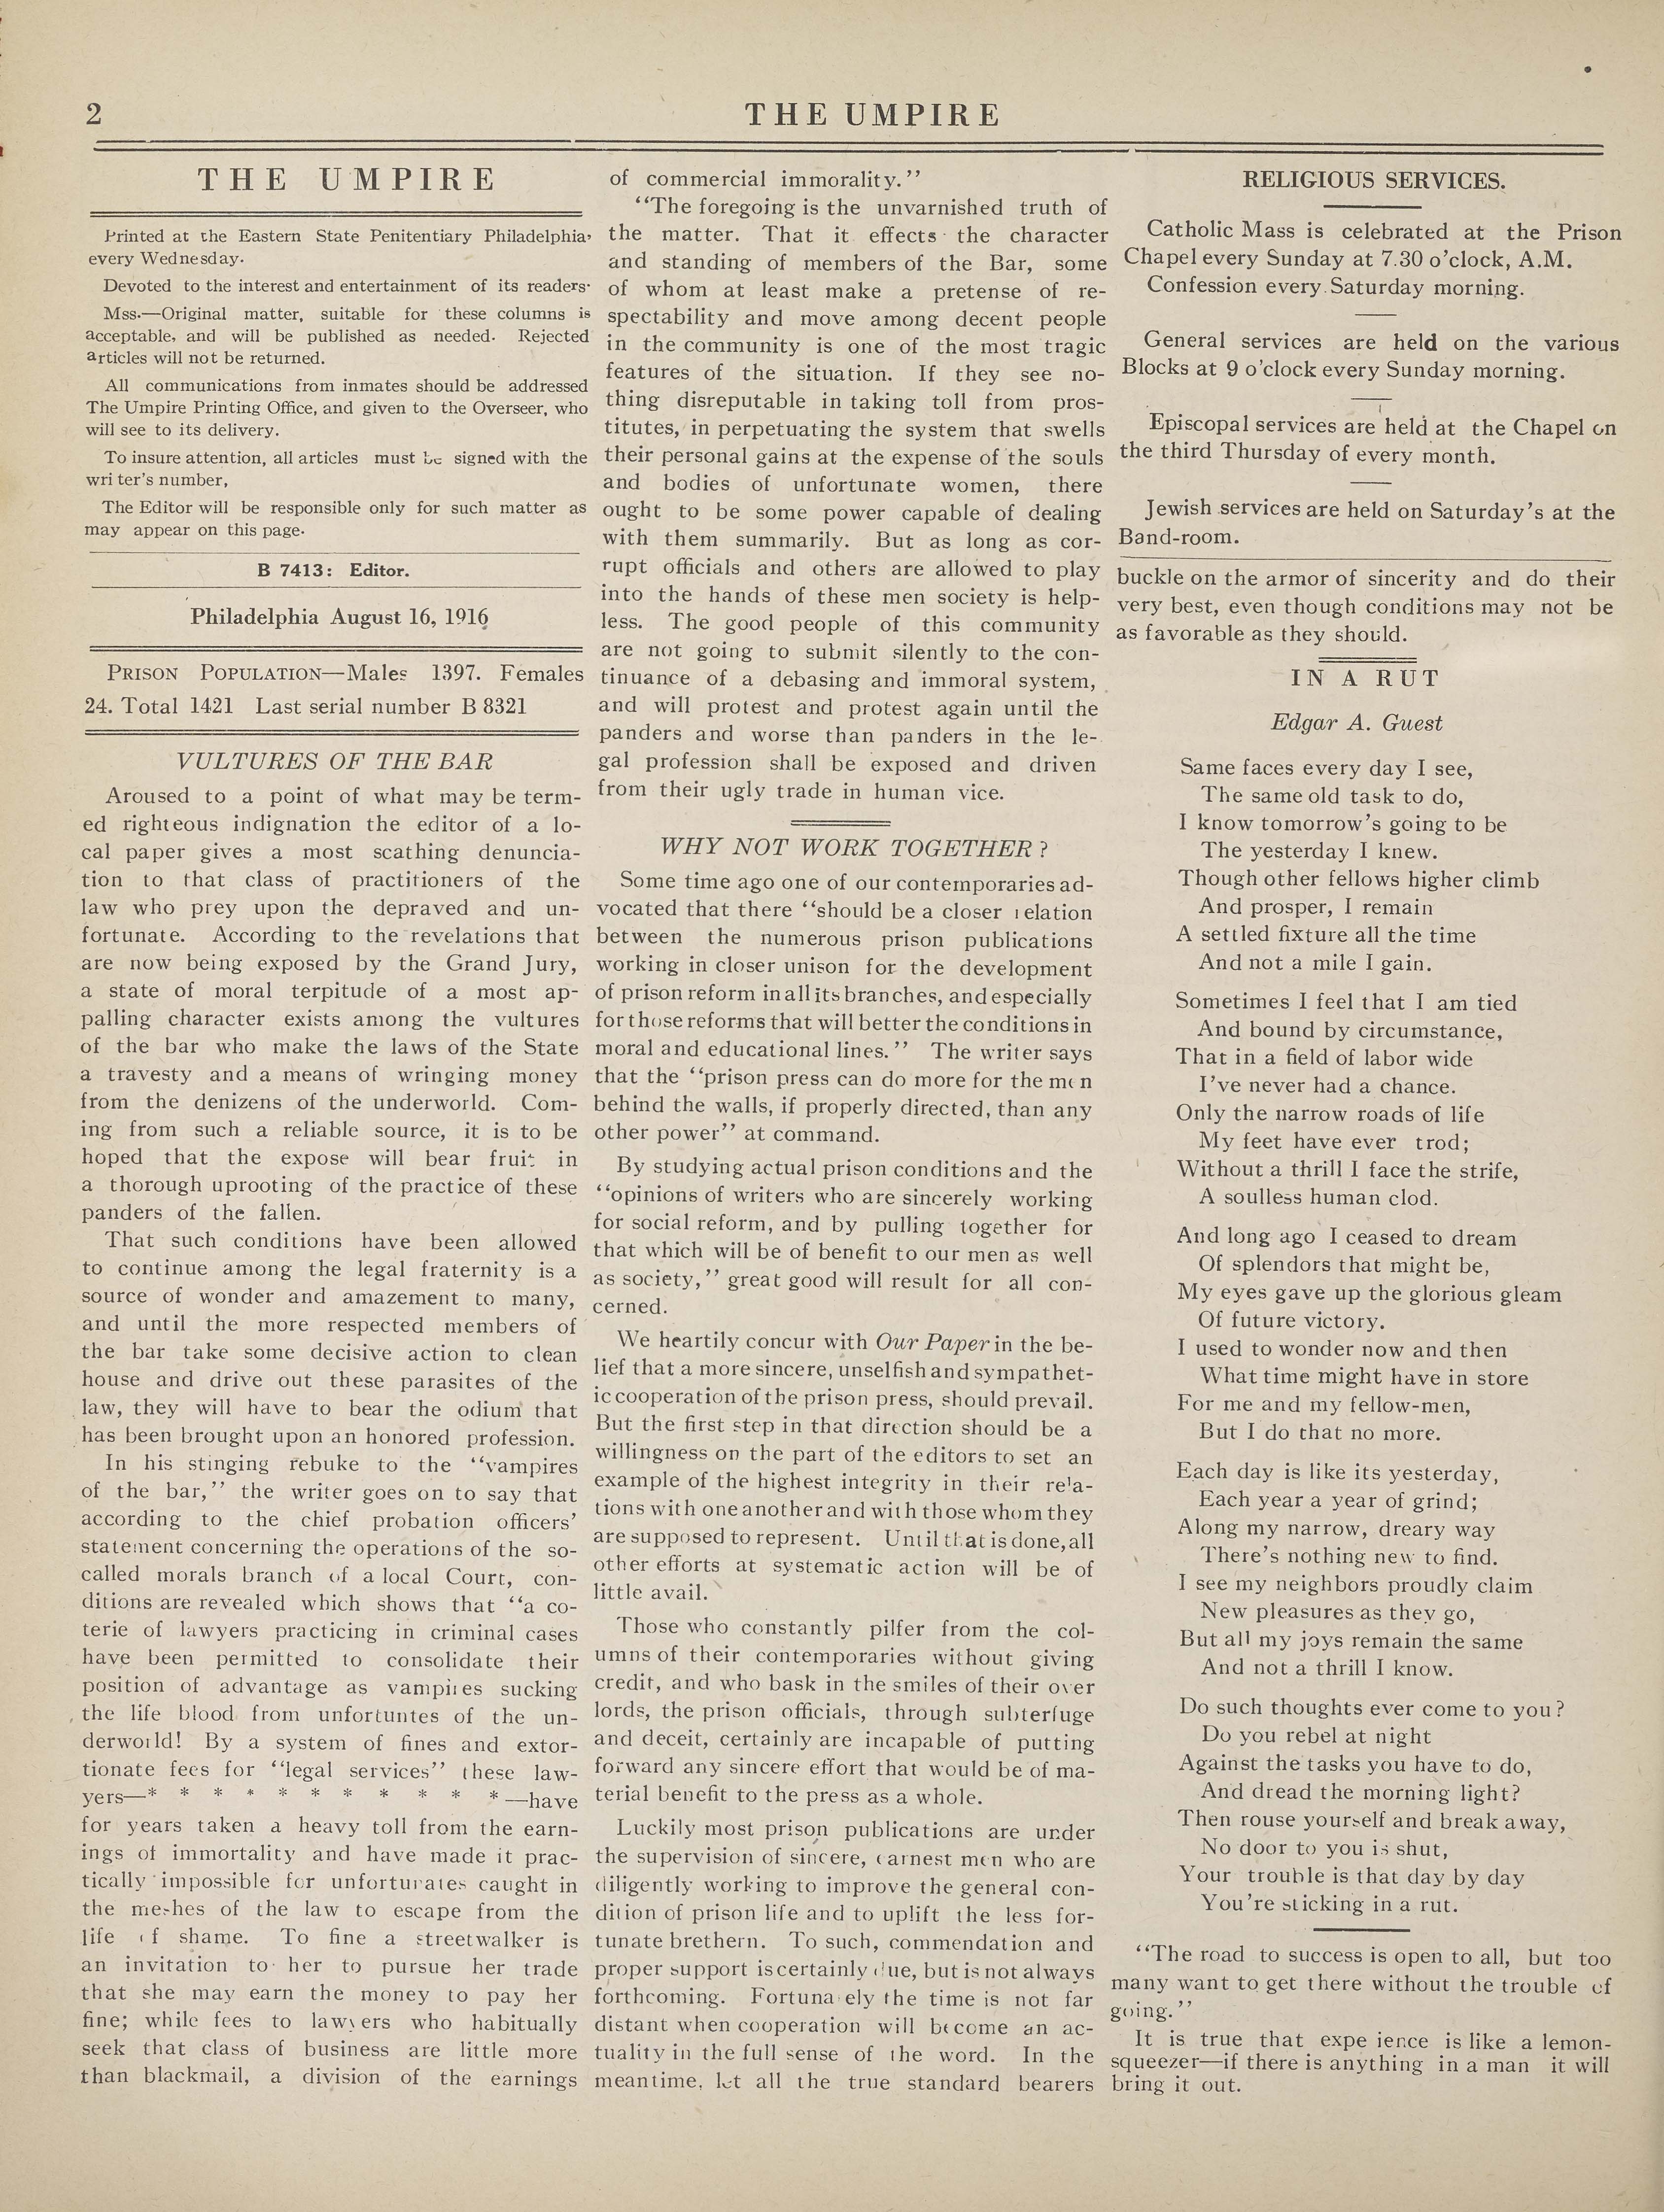 2
THE UMPIRE
THE UMPIRE
Printed at the Eastern State Penitentiary Philadelphia,
every Wednesday.
Devoted to the interest and entertainment of its readers.
Mss.—Original matter, suitable for these columns is
acceptable, and will be published as needed. Rejected
articles will not be returned.
All communications from inmates should be addressed
The Umpire Printing Office, and given to the Overseer, who
will see to its delivery.
To insure attention, all articles must be signed with the
wri ter's number,
The Editor will be responsible only for such matter as
may appear on this page.
B 7413: Editor.
Philadelphia August 16, 1916
PRISON POPULATION—Males 1397. Females
24. Total 1421 Last serial number B 8321
VULTURES OF THE BAR
Aroused to a point of what may be term-
ed righteous indignation the editor of a lo-
cal paper gives a most scathing denuncia-
tion to that class of practitioners of the
law who prey upon the depraved and un-
fortunate. According to the revelations that
are now being exposed by the Grand Jury,
a state of moral terpitude of a most ap-
palling character exists among the vultures
of the bar who make the laws of the State
a travesty and a means of wringing money
from the denizens of the underworld. Com-
ing from such a reliable source, it is to be
hoped that the expose will bear fruit in
a thorough uprooting of the practice of these
panders of the fallen.
That such conditions have been allowed
to continue among the legal fraternity is a
source of wonder and amazement to many,
and until the more respected members of
the bar take some decisive action to clean
house and drive out these parasites of the
law, they will have to bear the odium that
has been brought upon an honored profession.
In his stinging rebuke to the "vampires
of the bar," the writer goes on to say that
according to the chief probation officers'
statement concerning the operations of the so-
called morals branch of a local Court, con-
ditions are revealed which shows that "a co-
terie of lawyers practicing in criminal cases
have been permitted to consolidate their
position of advantage as vampires sucking
the life blood from unfortuntes of the un-
derworld! By a system of fines and extor-
tionate fees for "legal services" these law-
yers—* * * * * * * * * * *—have
for years taken a heavy toll from the earn-
ings of immortality and have made it prac-
tically impossible for unfortunates caught in
the meshes of the law to escape from the
life of shame. To fine a streetwalker is
an invitation to her to pursue her trade
that she may earn the money to pay her
fine; while fees to lawyers who habitually
seek that class of business are little more
than blackmail, a division of the earnings
of commercial immorality."
"The foregoing is the unvarnished truth of
the matter. That it effects the character
and standing of members of the Bar, some
of whom at least make a pretense of re-
spectability and move among decent people
in the community is one of the most tragic
features of the situation. If they see no-
thing disreputable in taking toll from pros-
titutes, in perpetuating the system that swells
their personal gains at the expense of the souls
and bodies of unfortunate women, there
ought to be some power capable of dealing
with them summarily. But as long as cor-
rupt officials and others are allowed to play
into the hands of these men society is help-
less. The good people of this community
are not going to submit silently to the con-
tinuance of a debasing and immoral system,
and will protest and protest again until the
panders and worse than panders in the le-
gal profession shall be exposed and driven
from their ugly trade in human vice.
WHY NOT WORK TOGETHER ?
Some time ago one of our contemporaries ad-
vocated that there "should be a closer relation
between the numerous prison publications
working in closer unison for the development
of prison reform in all its branches, and especially
for those reforms that will better the conditions in
moral and educational lines." The writer says
that the "prison press can do more for the men
behind the walls, if properly directed, than any
other power" at command.
By studying actual prison conditions and the
"opinions of writers who are sincerely working
for social reform, and by pulling together for
that which will be of benefit to our men as well
as society," great good will result for all con-
cerned.
We heartily concur with Our Paper in the be-
lief that a more sincere, unselfish and sympathet-
ic cooperation of the prison press, should prevail.
But the first step in that direction should be a
willingness on the part of the editors to set an
example of the highest integrity in their rela-
tions with one another and with those whom they
are supposed to represent. Until that is done, all
other efforts at systematic action will be of
little avail.
Those who constantly pilfer from the col-
umns of their contemporaries without giving
credit, and who bask in the smiles of their over
lords, the prison officials, through subterfuge
and deceit, certainly are incapable of putting
forward any sincere effort that would be of ma-
terial benefit to the press as a whole.
Luckily most prison publications are under
the supervision of sincere, earnest men who are
diligently working to improve the general con-
dition of prison life and to uplift the less for-
tunate brethern. To such, commendation and
proper support is certainly due, but is not always
forthcoming. Fortunately the time is not far
distant when cooperation will become an ac-
tuality in the full sense of the word. In the
meantime, let all the true standard bearers
RELIGIOUS SERVICES.
Catholic Mass is celebrated at the Prison
Chapel every Sunday at 7.30 o'clock, A.M.
Confession every Saturday morning.
General services are held on the various
Blocks at 9 o'clock every Sunday morning.
Episcopal services are held at the Chapel on
the third Thursday of every month.
Jewish services are held on Saturday's at the
Band-room.
buckle on the armor of sincerity and do their
very best, even though conditions may not be
as favorable as they should.
IN A RUT
Edgar A. Guest
Same faces every day I see,
The same old task to do,
I know tomorrow's going to be
The yesterday I knew.
Though other fellows higher climb
And prosper, I remain
A settled fixture all the time
And not a mile I gain.
Sometimes I feel that I am tied
And bound by circumstance,
That in a field of labor wide
I've never had a chance.
Only the narrow roads of life
My feet have ever trod;
Without a thrill I face the strife,
A soulless human clod.
And long ago I ceased to dream
Of splendors that might be,
My eyes gave up the glorious gleam
Of future victory.
I used to wonder now and then
What time might have in store
For me and my fellow-men,
But I do that no more.
Each day is like its yesterday,
Each year a year of grind;
Along my narrow, dreary way
There's nothing new to find.
I see my neighbors proudly claim
New pleasures as they go,
But all my joys remain the same
And not a thrill I know.
Do such thoughts ever come to you?
Do you rebel at night
Against the tasks you have to do,
And dread the morning light?
Then rouse yourself and break away,
No door to you is shut,
Your trouble is that day by day
You're sticking in a rut.
"The road to success is open to all, but too
many want to get there without the trouble of
going."
It is true that expe ience is like a lemon-
squeezer—if there is anything in a man it will
bring it out.